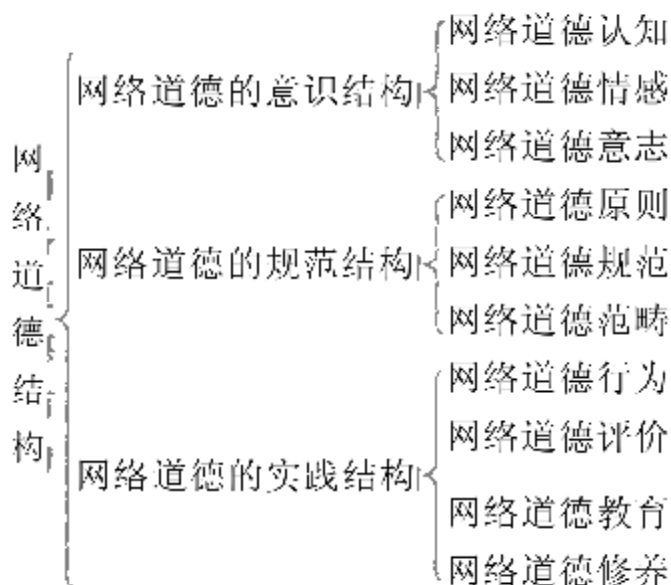 网络道德结构
网络道德的意识结构
网络道德认知
网络道德情感
网络道德意志
网络道德的规范结构
网络道德原则
网络道德规范
网络道德范畴
网络道德的实践结构
网络道德行为
网络道德评价
网络道德教育
网络道德修养